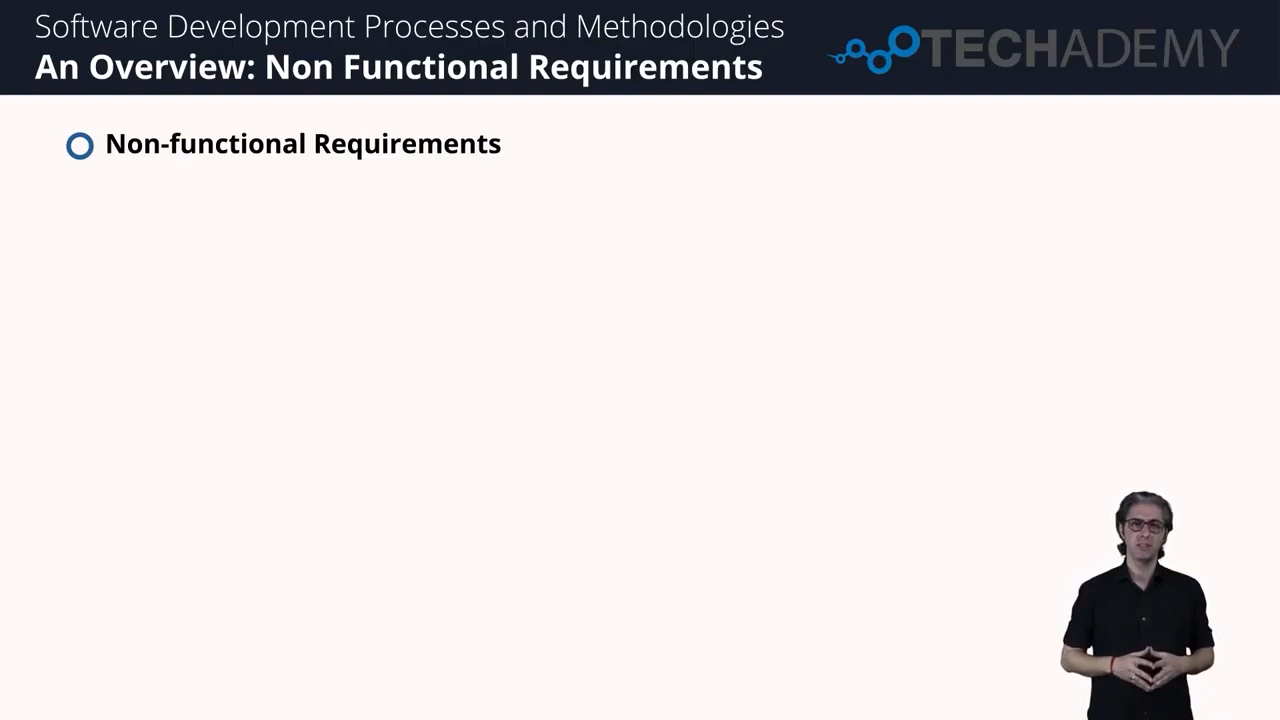 Software Development Processes and Methodologies
An Overview: Non Functional Requirements
TECHADEMY
Non-functional Requirements